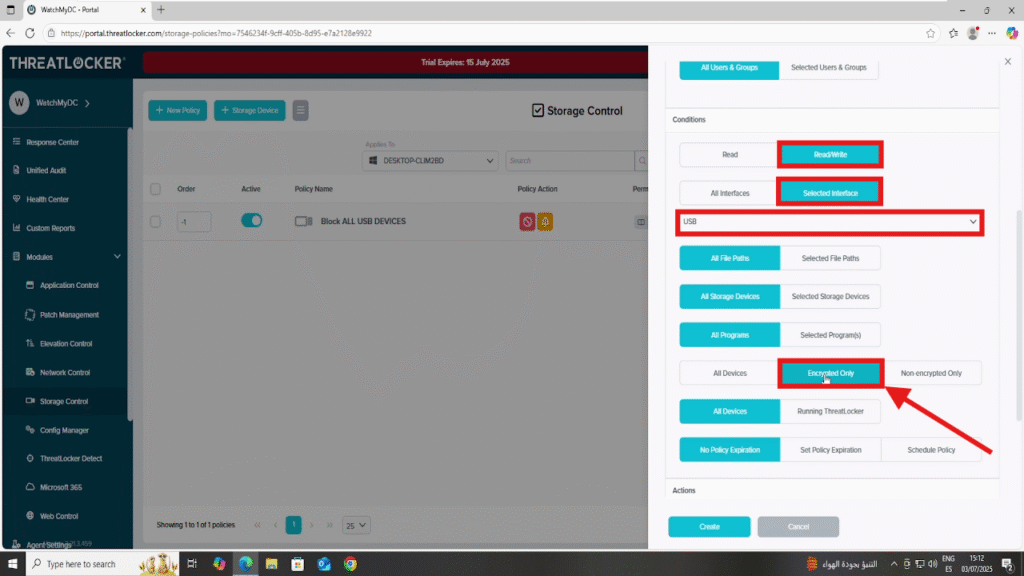 WatchMyDC - Portal
https://portal.threatlocker.com/storage-policies?mo=7546234f-9cff-405b-8d95-e7a2128e9922
THREATLOCKER
Trial Expires: 15 July 2025
W WatchMyDC
Response Center
Unified Audit
Health Center
Custom Reports
Modules
Application Control
Patch Management
Elevation Control
Network Control
Storage Control
Config Manager
ThreatLocker Detect
Microsoft 365
Web Control
Agent Settings
+ New Policy + Storage Device
Storage Control
Applies To
DESKTOP-CLIM2BD Search
Order Active Policy Name Policy Action Perm
-1 Block ALL USB DEVICES
Showing 1 to 1 of 1 policies 1 25
All Users & Groups Selected Users & Groups
Conditions
Read Read/Write
All Interfaces Selected Interface
USB
All File Paths Selected File Paths
All Storage Devices Selected Storage Devices
All Programs Selected Program(s)
All Devices Encrypted Only Non-encrypted Only
All Devices Running ThreatLocker
No Policy Expiration Set Policy Expiration Schedule Policy
Actions
Create Cancel
Type here to search
التنبؤ بجودة الهواء
ENG
ES
15:12
03/07/2025
2